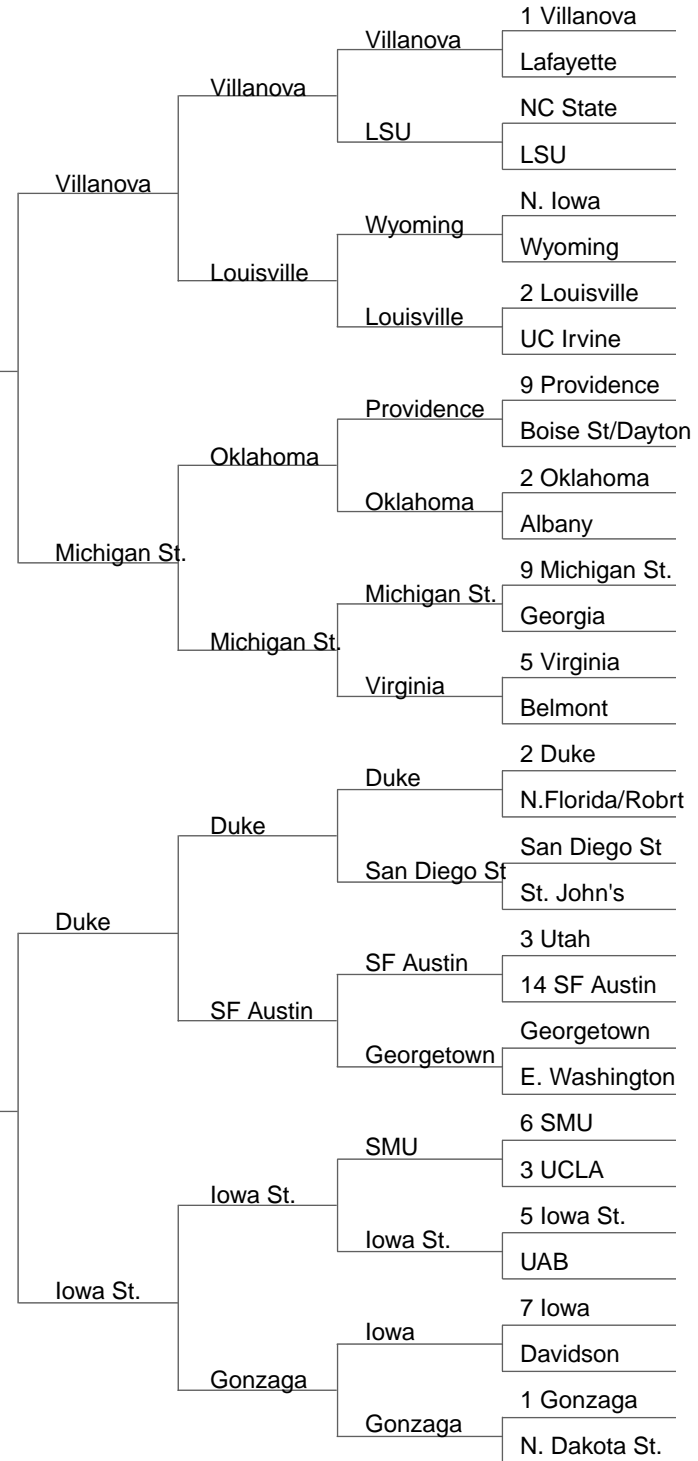 1 Villanova
Villanova
Lafayette
Villanova
NC State
LSU
LSU
Villanova
N. Iowa
Wyoming
Wyoming
Louisville
2 Louisville
Louisville
UC Irvine
9 Providence
Providence
Boise St/Dayton
Oklahoma
2 Oklahoma
Oklahoma
Albany
Michigan St.
9 Michigan St.
Michigan St.
Georgia
Michigan St.
5 Virginia
Virginia
Belmont
2 Duke
Duke
N.Florida/Robrt
Duke
San Diego St
San Diego St
St. John's
Duke
3 Utah
SF Austin
14 SF Austin
SF Austin
Georgetown
Georgetown
E. Washington
6 SMU
SMU
3 UCLA
Iowa St.
5 Iowa St.
Iowa St.
UAB
Iowa St.
7 Iowa
Iowa
Davidson
Gonzaga
1 Gonzaga
Gonzaga
N. Dakota St.